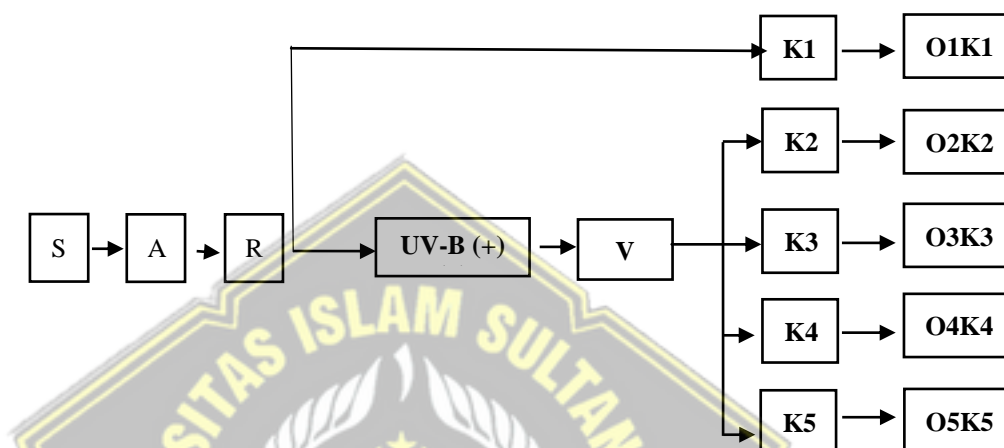 K1 O1K1
K2 O2K2
S A R UV-B (+) V K3 O3K3
K4 O4K4
K5 O5K5
SITAS ISLAM SULTAN